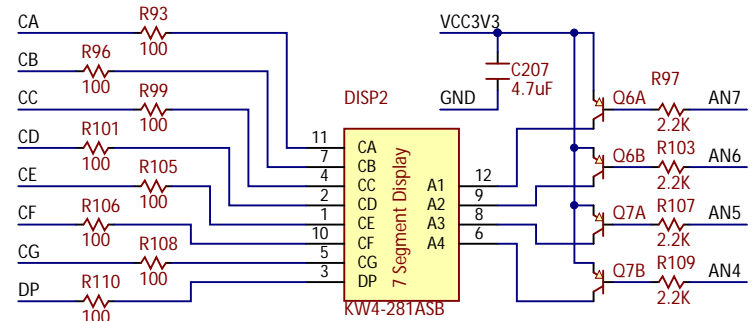 CA
R93
100
CB
R96
100
CC
R99
100
CD
R101
100
CE
R105
100
CF
R106
100
CG
R108
100
DP
R110
100
VCC3V3
C207
4.7uF
GND
DISP2
11 CA
7 CB
4 CC
2 CD
1 CE
10 CF
5 CG
3 DP
7 Segment Display
A1 12
A2 9
A3 8
A4 6
KW4-281ASB
Q6A
R97
2.2K
AN7
Q6B
R103
2.2K
AN6
Q7A
R107
2.2K
AN5
Q7B
R109
2.2K
AN4